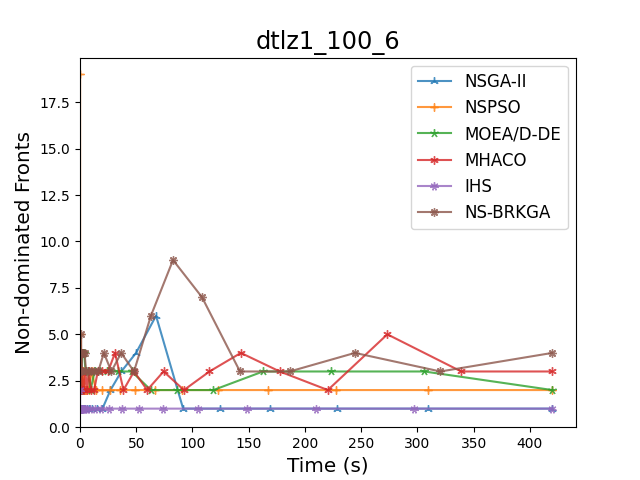 dtlz1_100_6
Non-dominated Fronts
17.5
15.0
12.5
10.0
7.5
5.0
2.5
0.0
NSGA-II
NSPSO
MOEA/D-DE
MHACO
IHS
NS-BRKGA
0 50 100 150 200 250 300 350 400
Time (s)